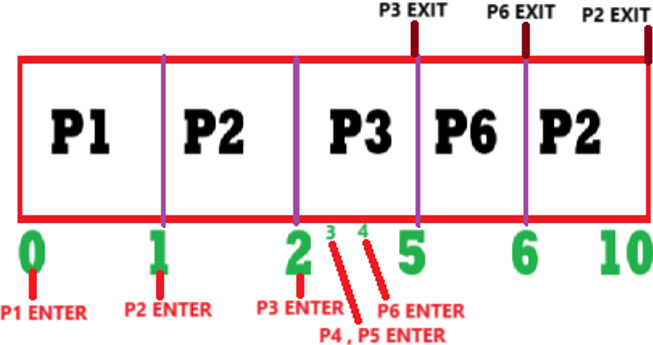 P3 EXIT P6 EXIT P2 EXIT
P1 P2 P3 P6 P2
0 1 2 3 4 5 6 10
P1 ENTER P2 ENTER P3 ENTER P6 ENTER
P4 , P5 ENTER